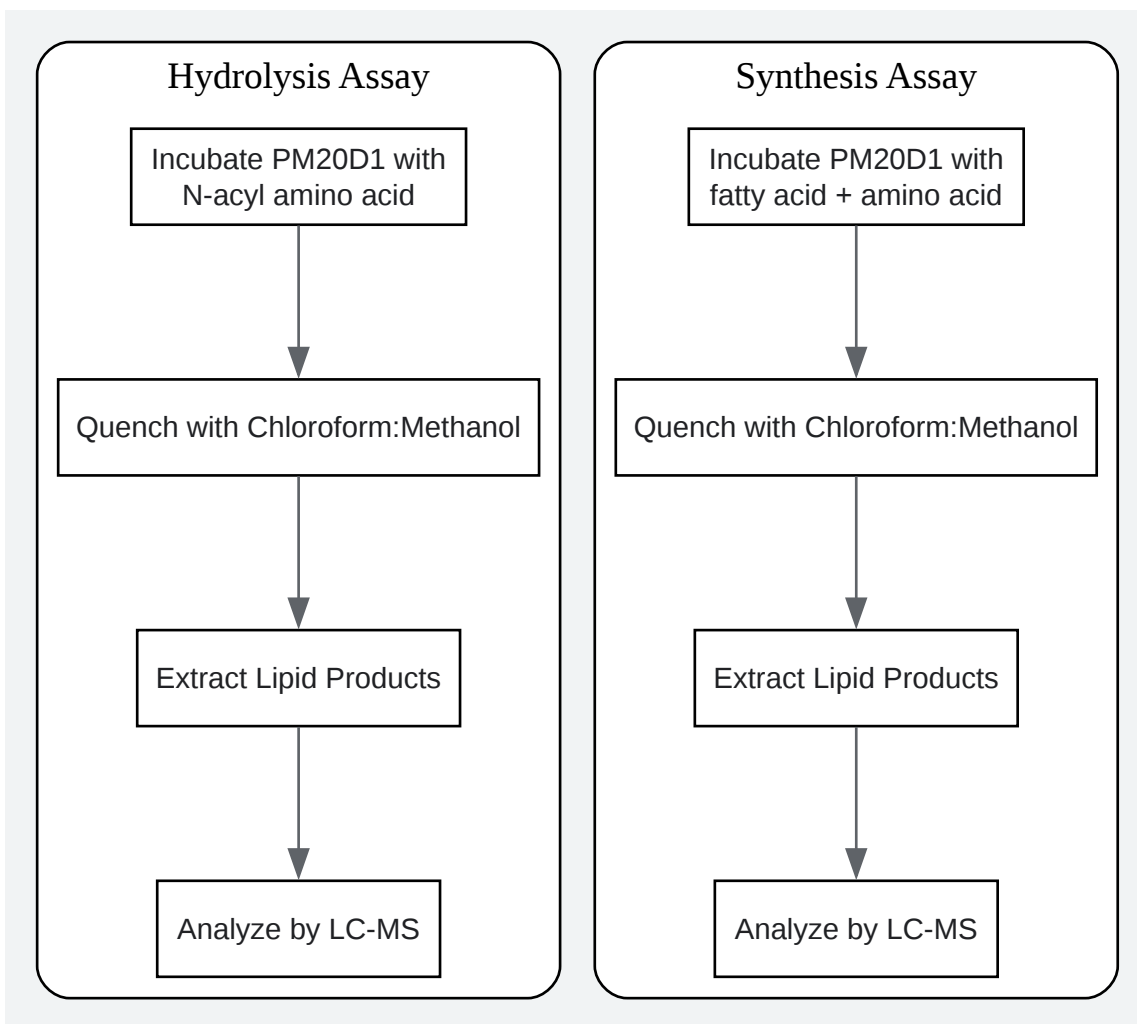 Hydrolysis Assay
Incubate PM20D1 with
N-acyl amino acid
Quench with Chloroform:Methanol
Extract Lipid Products
Analyze by LC-MS
Synthesis Assay
Incubate PM20D1 with
fatty acid + amino acid
Quench with Chloroform:Methanol
Extract Lipid Products
Analyze by LC-MS